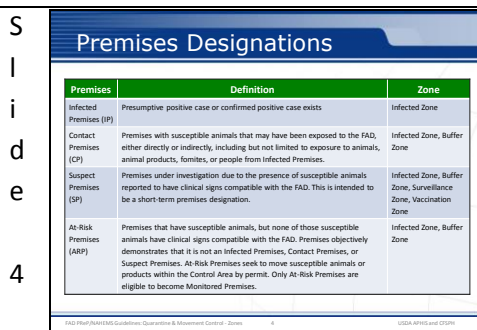 S
l
i
d
e
4
Premises Designations
Premises Definition Zone
Infected Premises (IP) Presumptive positive case or confirmed positive case exists Infected Zone
Contact Premises (CP) Premises with susceptible animals that may have been exposed to the FAD, either directly or indirectly, including but not limited to exposure to animals, animal products, fomites, or people from Infected Premises. Infected Zone, Buffer Zone
Suspect Premises (SP) Premises under investigation due to the presence of susceptible animals reported to have clinical signs compatible with the FAD. This is intended to be a short-term premises designation. Infected Zone, Buffer Zone, Surveillance Zone, Vaccination Zone
At-Risk Premises (ARP) Premises that have susceptible animals, but none of those susceptible animals have clinical signs compatible with the FAD. Premises objectively demonstrates that it is not an Infected Premises, Contact Premises, or Suspect Premises. At-Risk Premises seek to move susceptible animals or products within the Control Area by permit. Only At-Risk Premises are eligible to become Monitored Premises. Infected Zone, Buffer Zone
FAD PReP/NAHEMS Guidelines: Quarantine & Movement Control - Zones 4 USDA APHIS and CFSPH